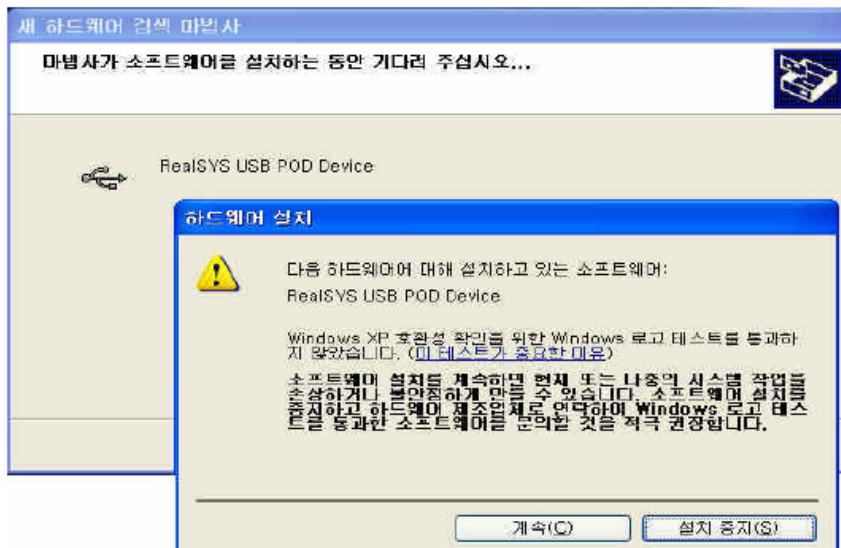 새 하드웨어 검색 마법사
마법사가 소프트웨어를 설치하는 동안 기다려 주십시오...
RealSYS USB POD Device
하드웨어 설치
다음 하드웨어에 대해 설치하고 있는 소프트웨어:
RealSYS USB POD Device
Windows XP 호환성 확인을 위한 Windows 로고 테스트를 통과하
지 않았습니다. (이 테스트가 중요한 이유)
소프트웨어 설치를 계속하면 현재 또는 나중의 시스템 작업을
손상하거나 불안정하게 만들 수 있습니다. 소프트웨어 설치를
중지하고 하드웨어 제조업체로 연락하여 Windows 로고 테스
트를 통과한 소프트웨어를 문의할 것을 적극 권장합니다.
계속(C)
설치 중지(S)